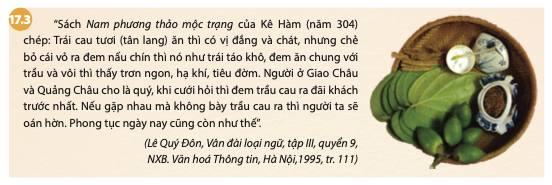 17.3
"Sách Nam phương thảo mộc trạng của Kê Hàm (năm 304)
chép: Trái cau tươi (tân lang) ăn thì có vị đắng và chát, nhưng chẻ
bỏ cái vỏ ra đem nấu chín thì nó như trái táo khô, đem ăn chung với
trầu và vôi thì thấy trơn ngon, hạ khí, tiêu đờm. Người ở Giao Châu
và Quảng Châu cho là quý, khi cưới hỏi thì đem trầu cau ra đãi khách
trước nhất. Nếu gặp nhau mà không bày trầu cau ra thì người ta sẽ
oán hờn. Phong tục ngày nay cũng còn như thế".
(Lê Quý Đôn, Vân đài loại ngữ, tập III, quyển 9,
NXB. Văn hoá Thông tin, Hà Nội,1995, tr. 111)